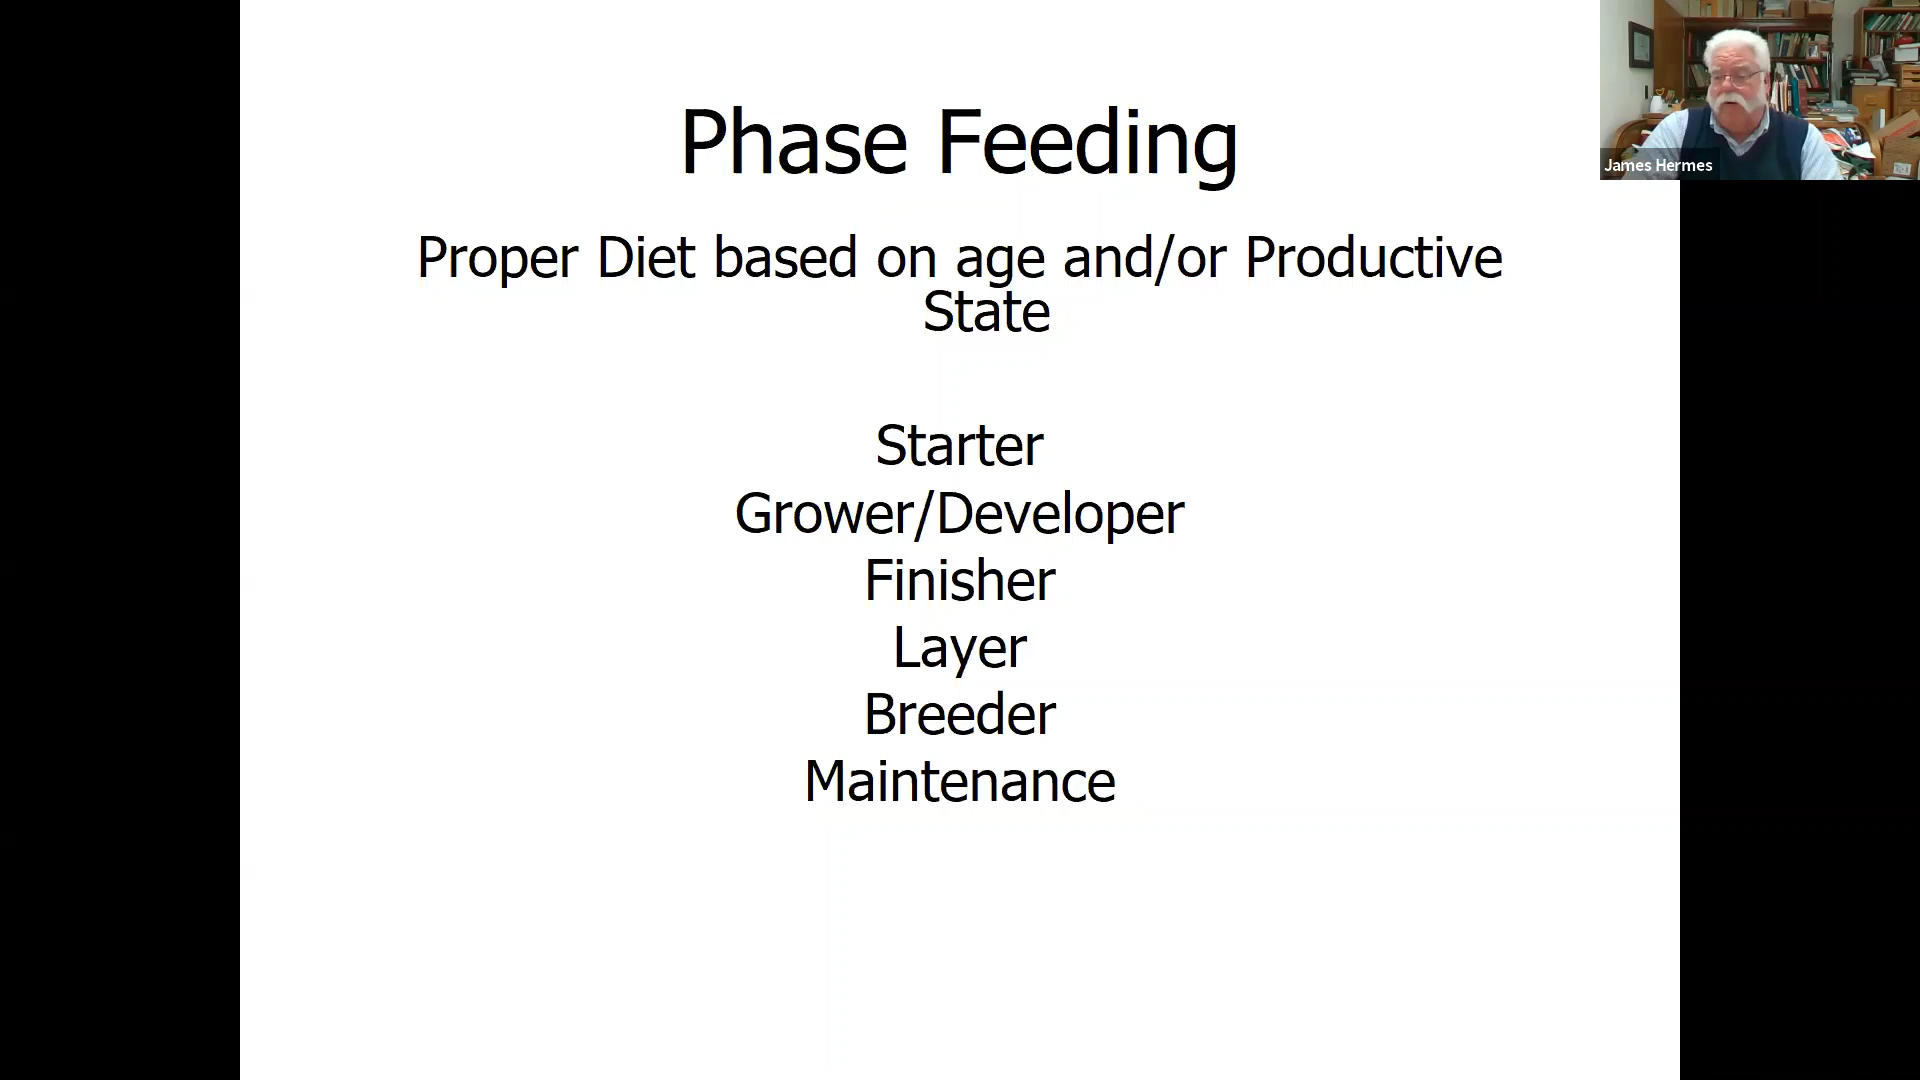 Phase Feeding
Proper Diet based on age and/or Productive
State
Starter
Grower/Developer
Finisher
Layer
Breeder
Maintenance
James Hermes